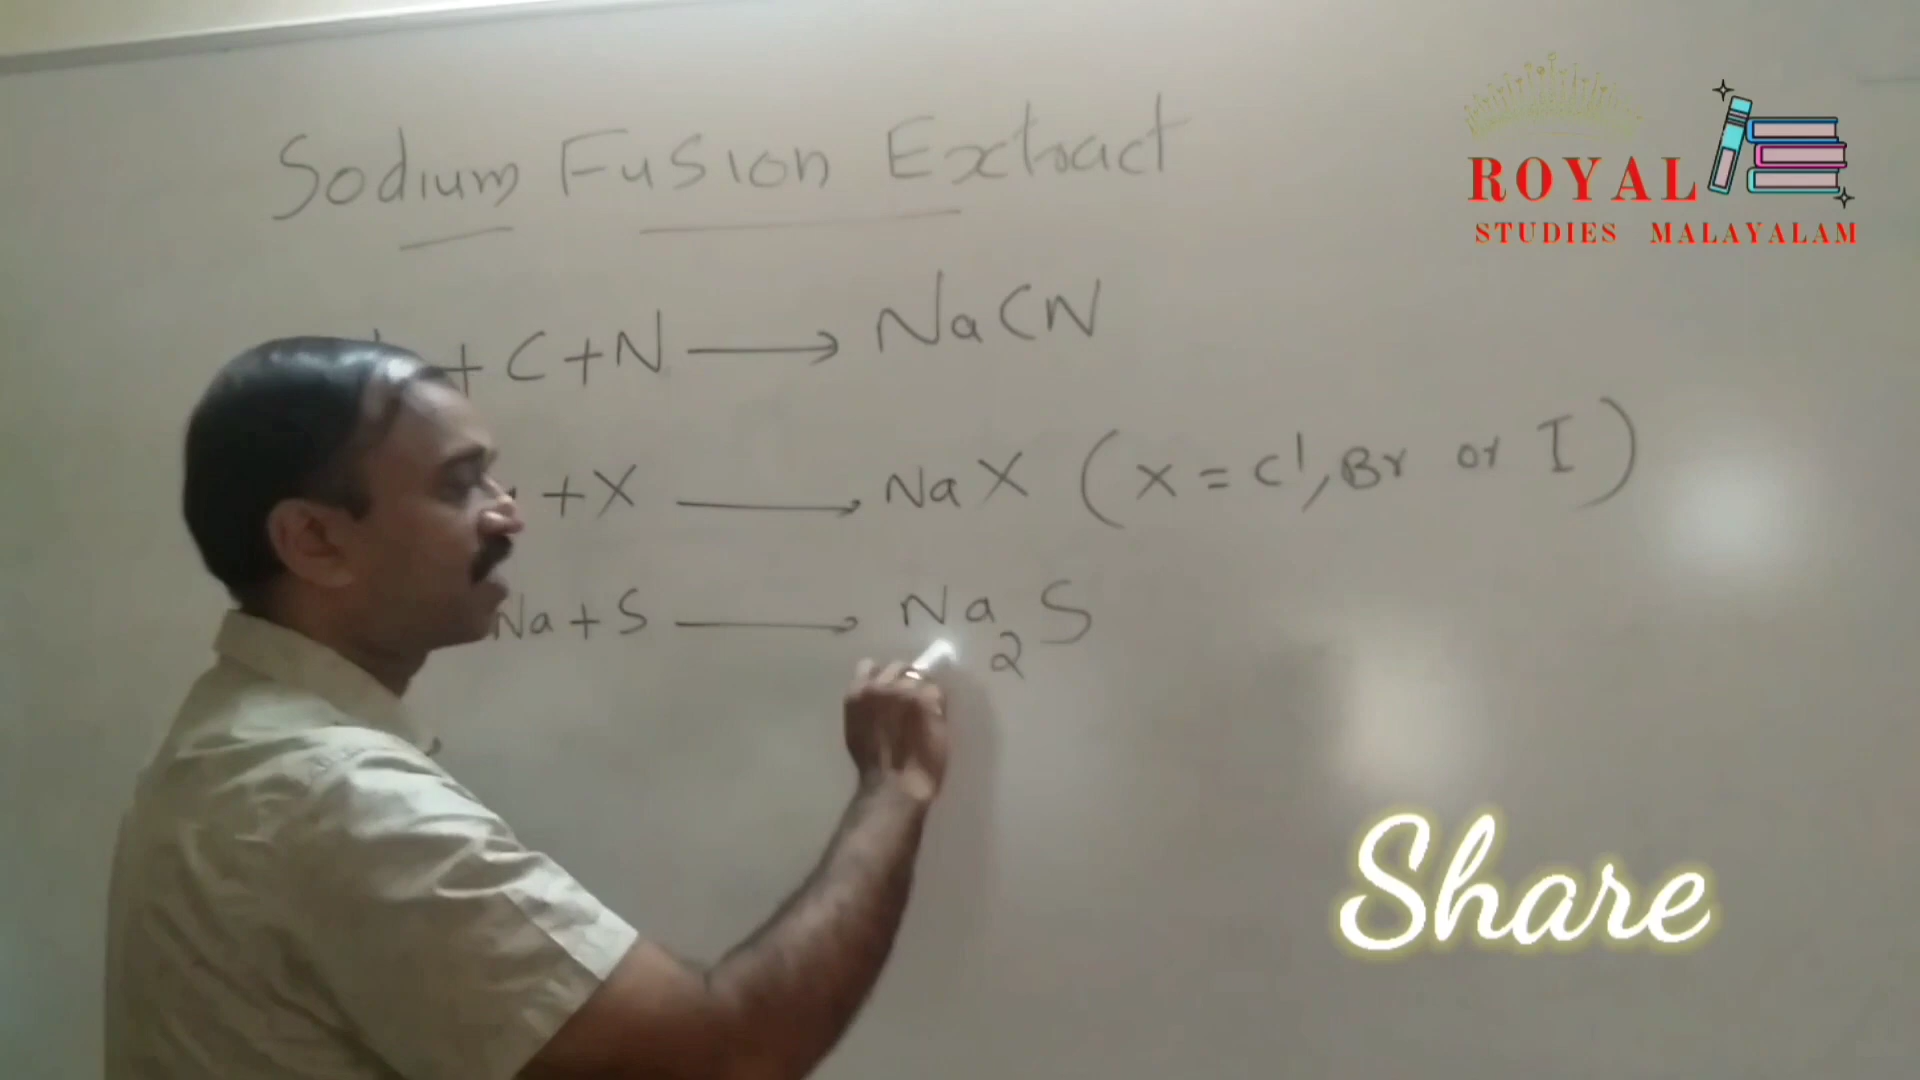 Sodium Fusion Extract
ROYAL
STUDIES MALAYALAM
+ C + N → NaCN
+ X → NaX (X = Cl, Br or I)
Na + S → Na2S
Share